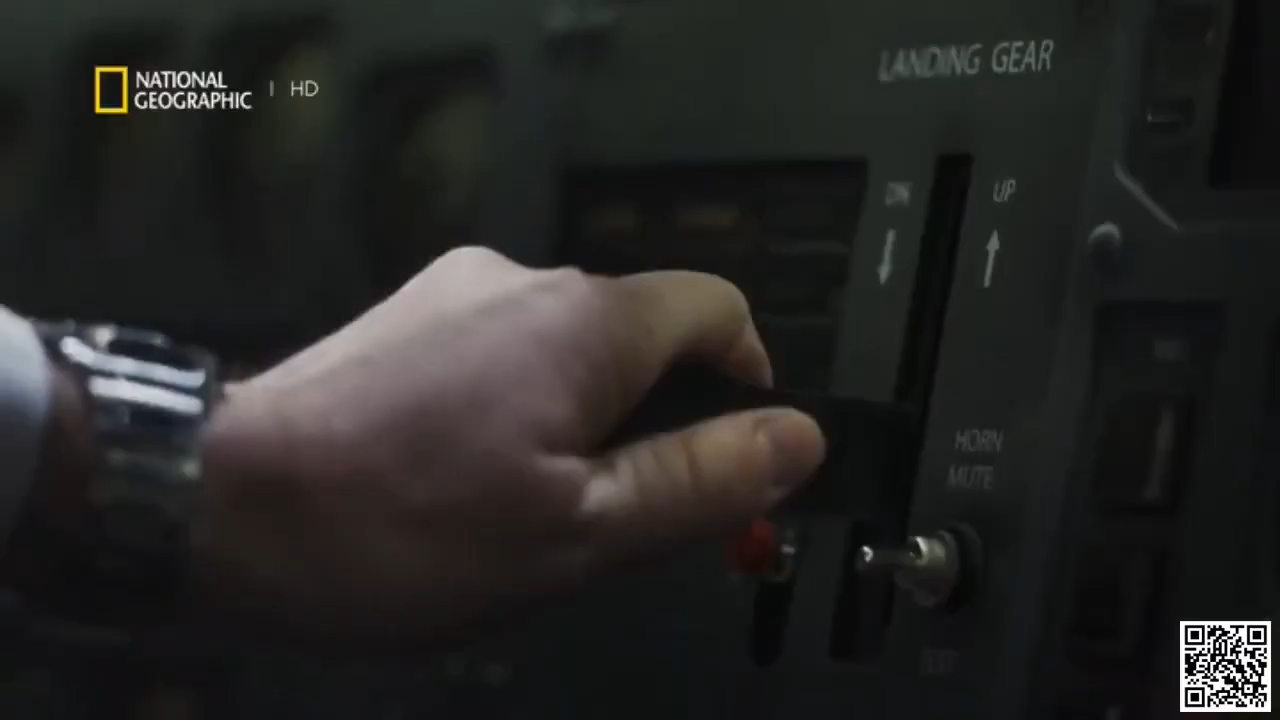 NATIONAL
GEOGRAPHIC | HD
LANDING GEAR
DN
UP
HORN
MUTE